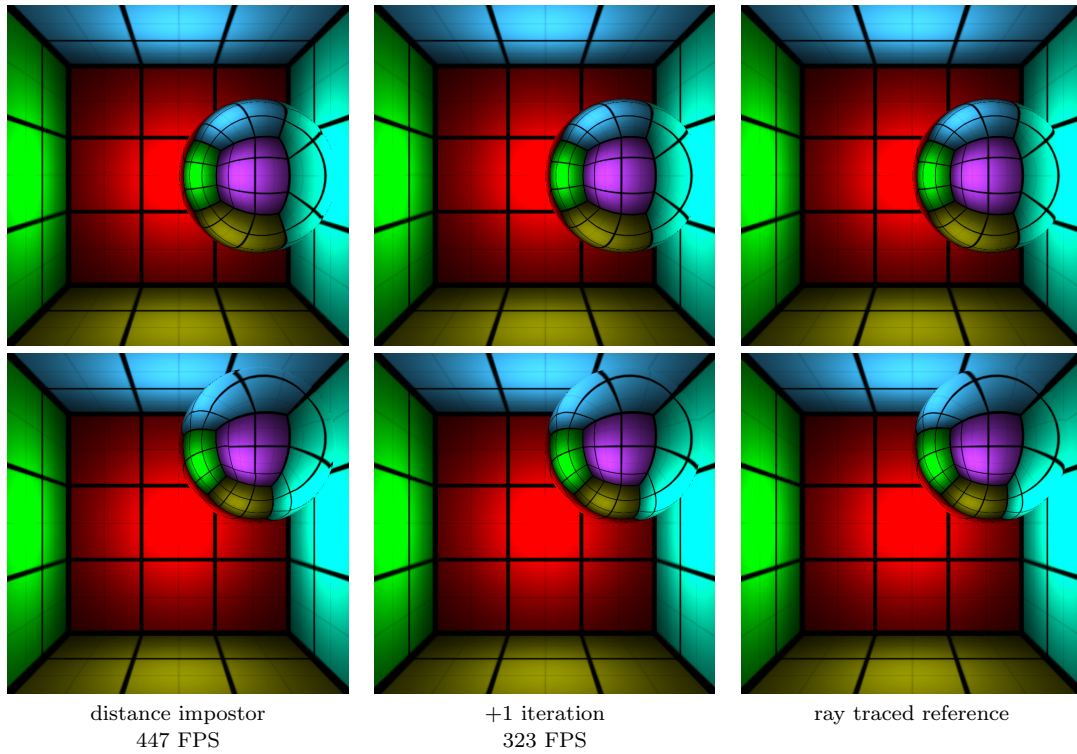 distance impostor
447 FPS
+1 iteration
323 FPS
ray traced reference